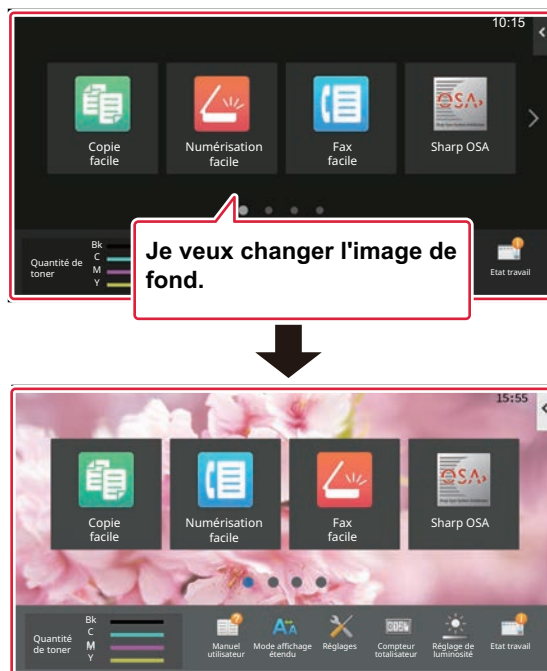 10:15
Copie
facile
Numérisation
facile
Fax
facile
OSA
Sharp OSA
Quantité de
toner
Bk
C
M
Y
Je veux changer l'image de
fond.
Etat travail
15:55
Copie
facile
Numérisation
facile
Fax
facile
OSA
Sharp OSA
Quantité
de toner
Bk
C
M
Y
Manuel
utilisateur
Mode affichage
étendu
Réglages
Compteur
totalisateur
Réglage de
luminosité
Etat travail